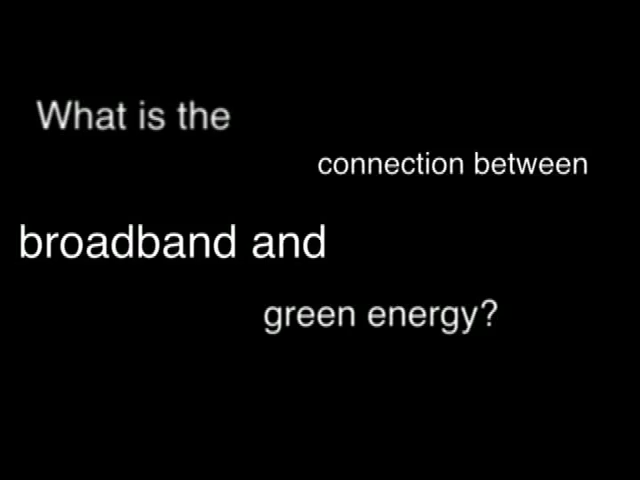 What is the
connection between
broadband and
green energy?